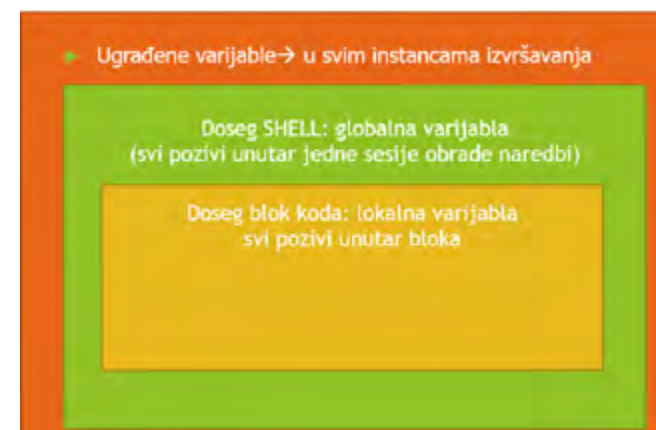 Ugrađene varijable→ u svim instancama izvršavanja
Doseg SHELL: globalna varijabla
(svi pozivi unutar jedne sesije obrade naredbi)
Doseg blok koda: lokalna varijabla
svi pozivi unutar bloka